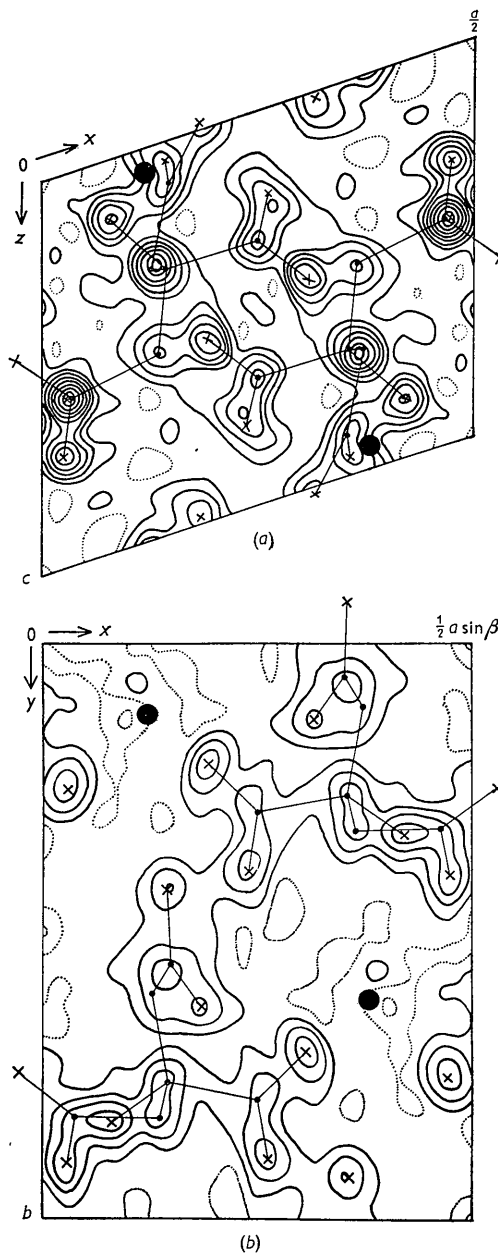 a/2
0 → x
↓
z
c
(a)
0 → x
½ a sin β
↓
y
b
(b)